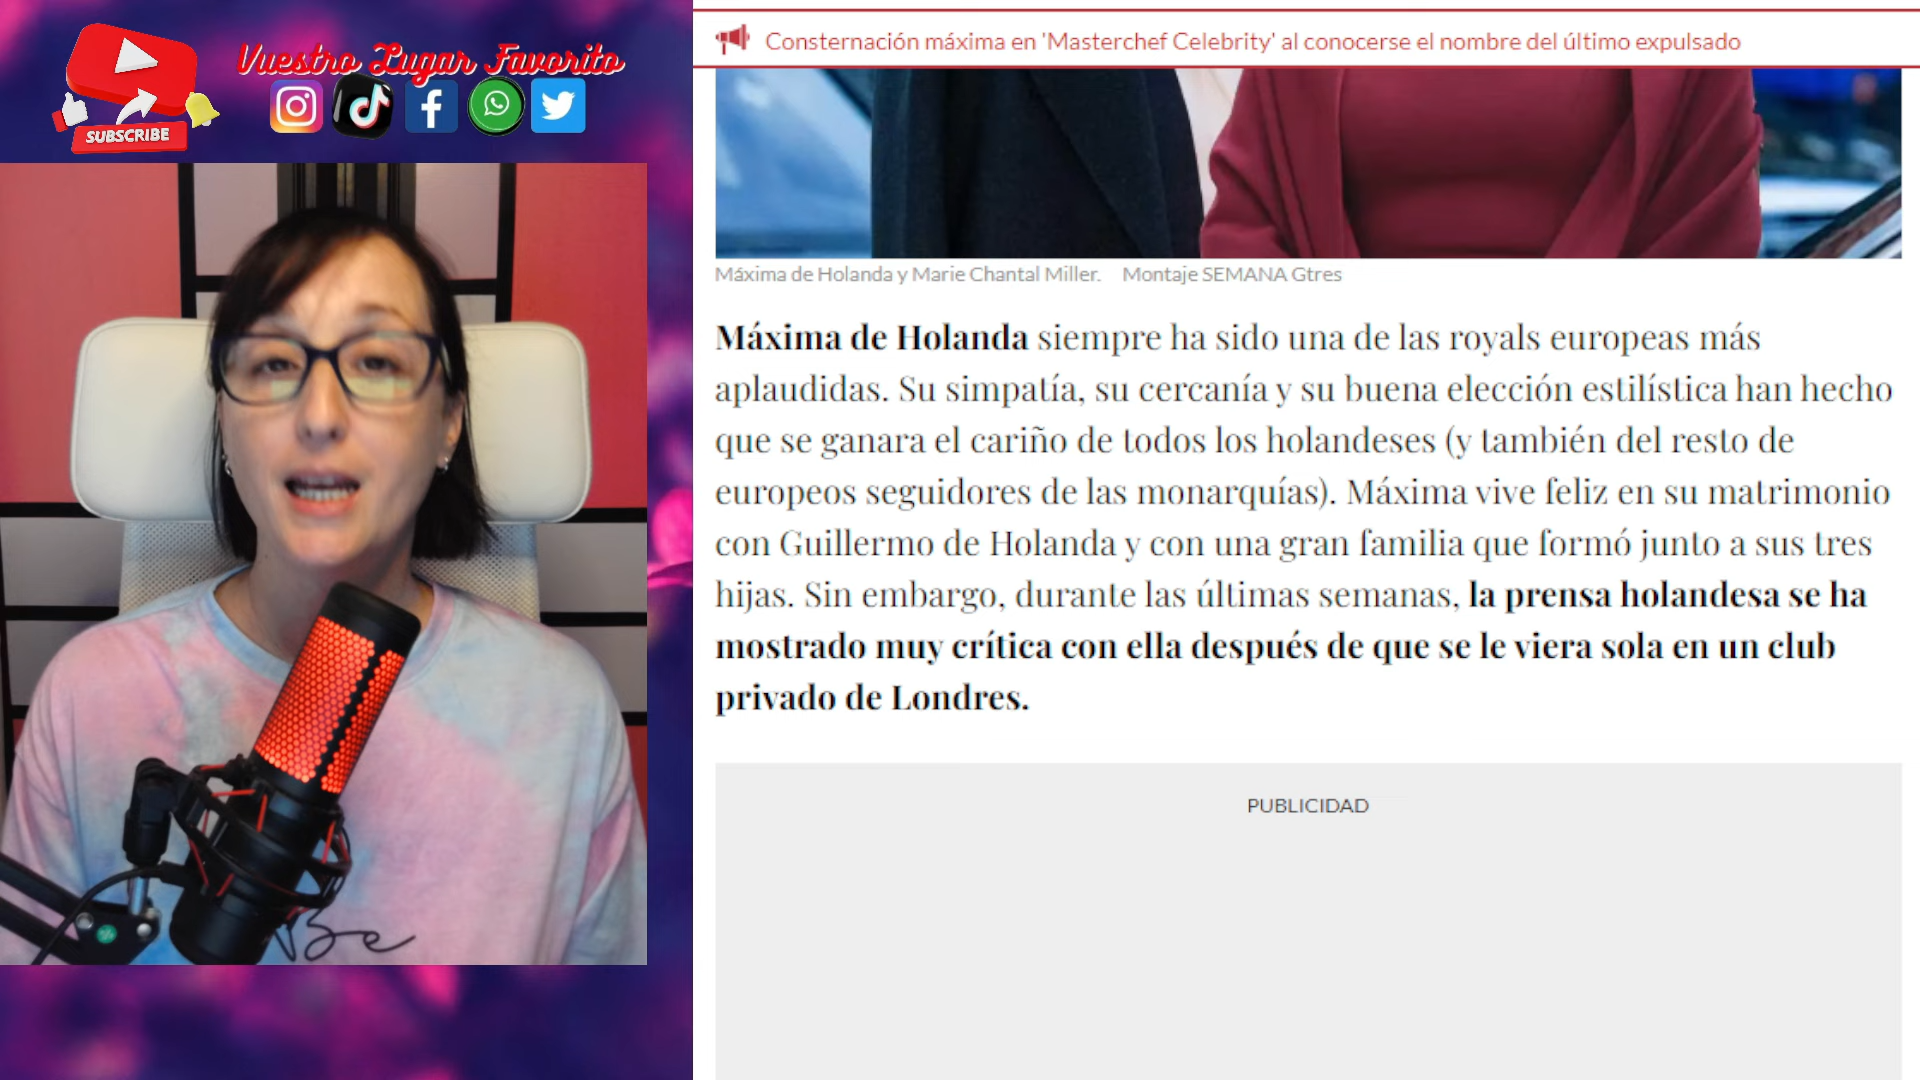 Vuestro Lugar Favorito
SUBSCRIBE
Be
Consternación máxima en 'Masterchef Celebrity' al conocerse el nombre del último expulsado
Máxima de Holanda y Marie Chantal Miller. Montaje SEMANA Gtres
Máxima de Holanda siempre ha sido una de las royals europeas más
aplaudidas. Su simpatía, su cercanía y su buena elección estilística han hecho
que se ganara el cariño de todos los holandeses (y también del resto de
europeos seguidores de las monarquías). Máxima vive feliz en su matrimonio
con Guillermo de Holanda y con una gran familia que formó junto a sus tres
hijas. Sin embargo, durante las últimas semanas, la prensa holandesa se ha
mostrado muy crítica con ella después de que se le viera sola en un club
privado de Londres.
PUBLICIDAD